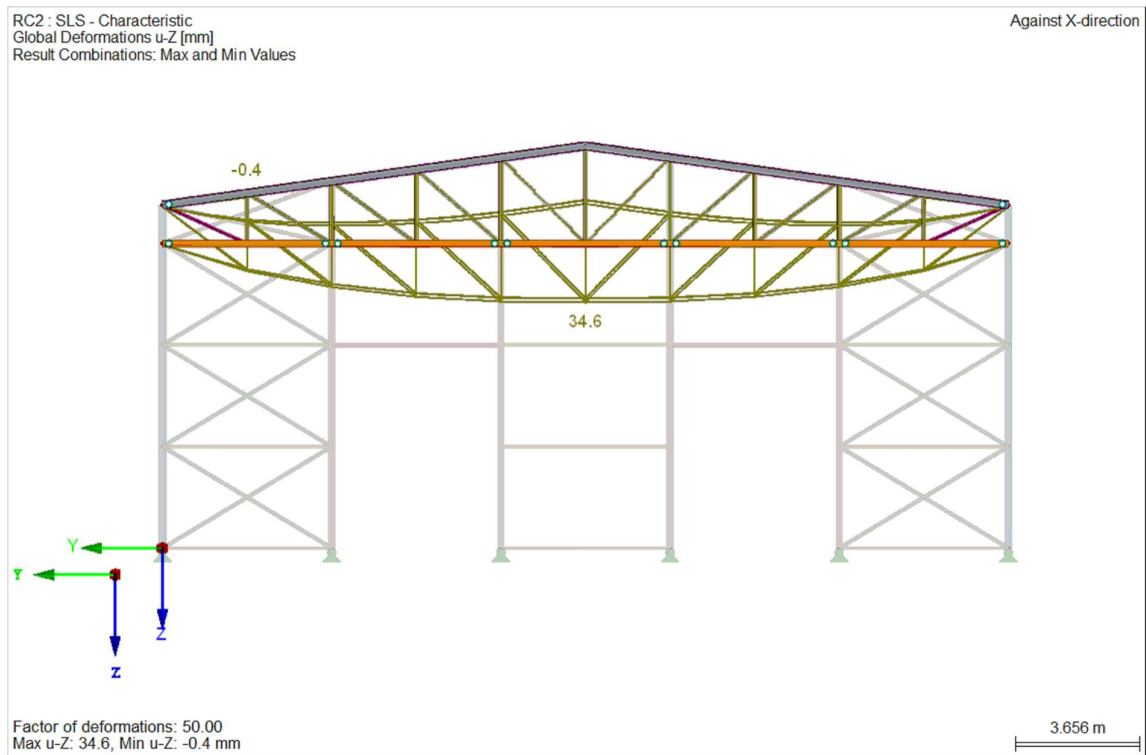 RC2 : SLS - Characteristic
Against X-direction
Global Deformations u-Z [mm]
Result Combinations: Max and Min Values
-0.4
34.6
Y
Y
Z
Z
Factor of deformations: 50.00
3.656 m
Max u-Z: 34.6, Min u-Z: -0.4 mm